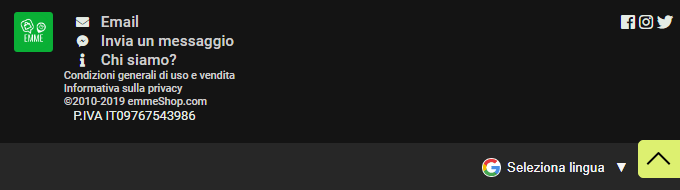 EMME
Email
Invia un messaggio
Chi siamo?
Condizioni generali di uso e vendita
Informativa sulla privacy
©2010-2019 emmeShop.com
P.IVA IT09767543986
Seleziona lingua ▼